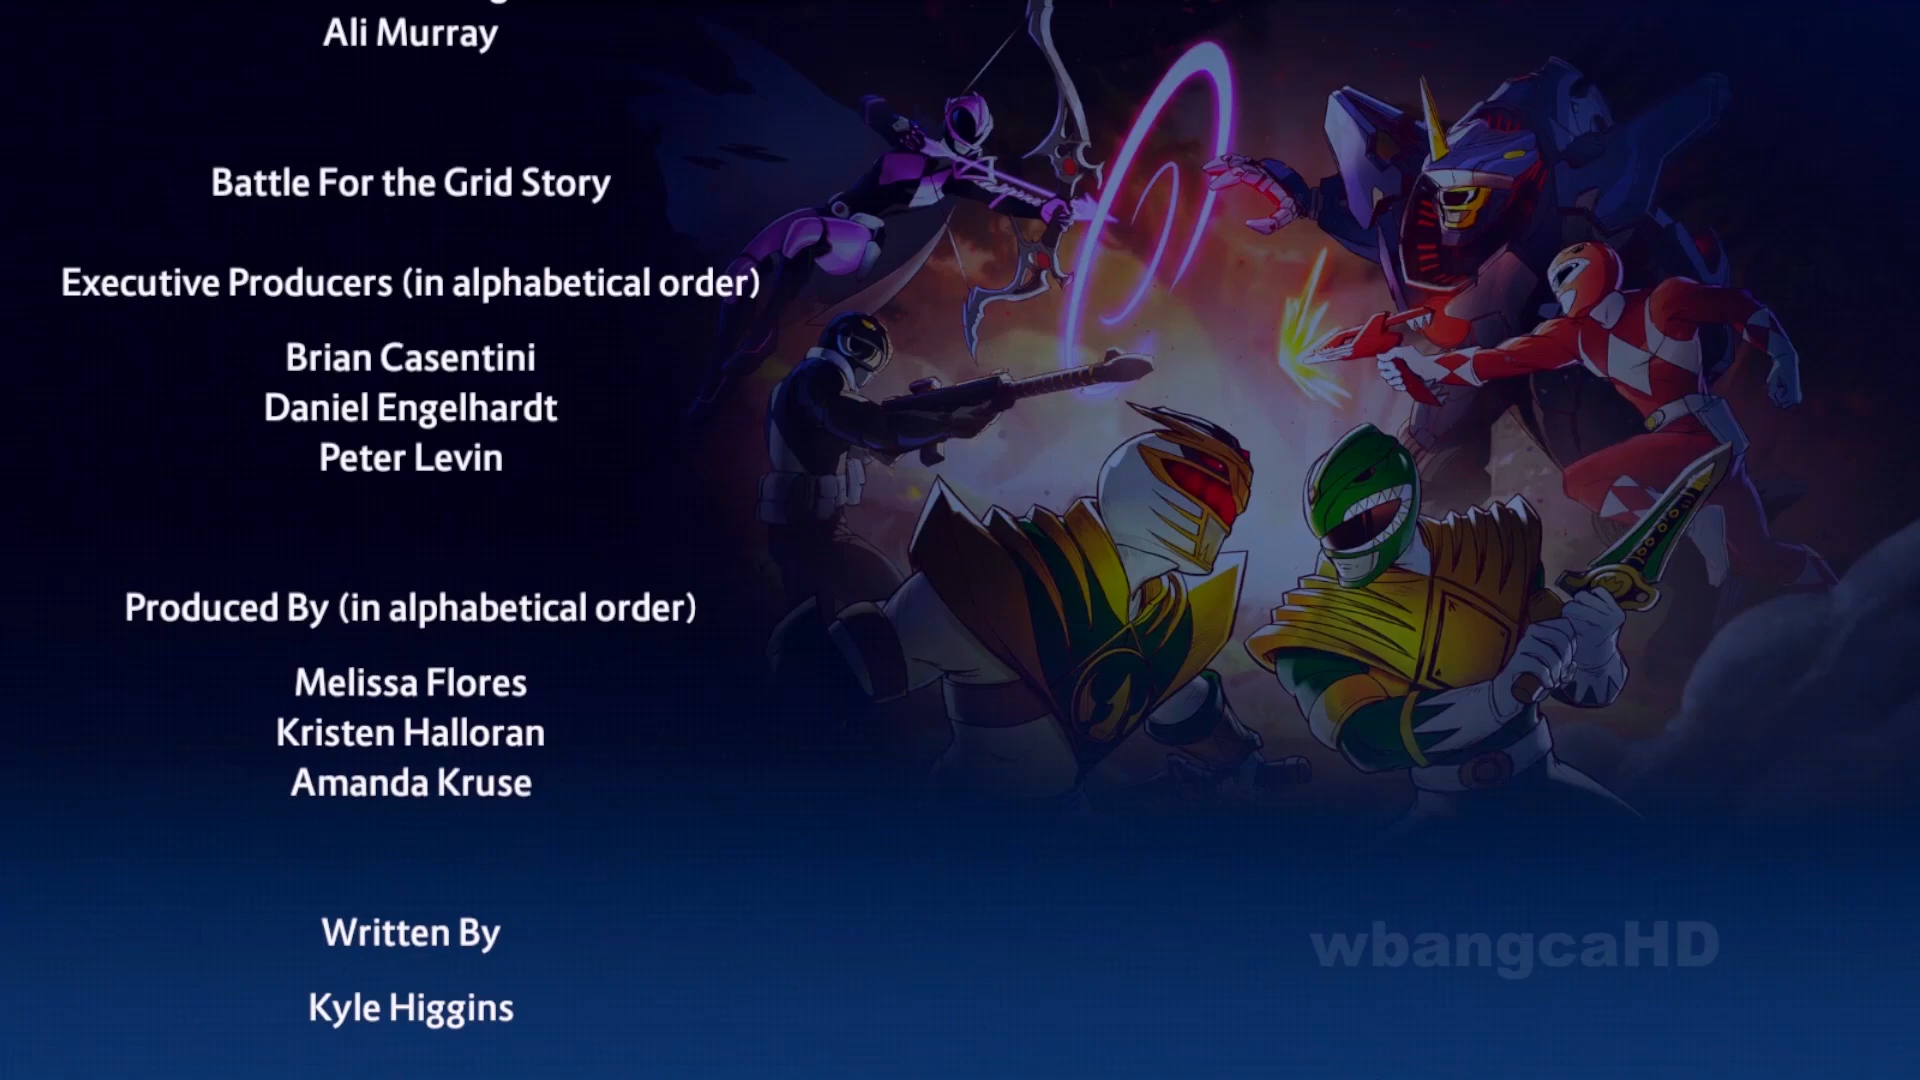 Ali Murray
Battle For the Grid Story
Executive Producers (in alphabetical order)
Brian Casentini
Daniel Engelhardt
Peter Levin
Produced By (in alphabetical order)
Melissa Flores
Kristen Halloran
Amanda Kruse
Written By
Kyle Higgins
wbangcaHD